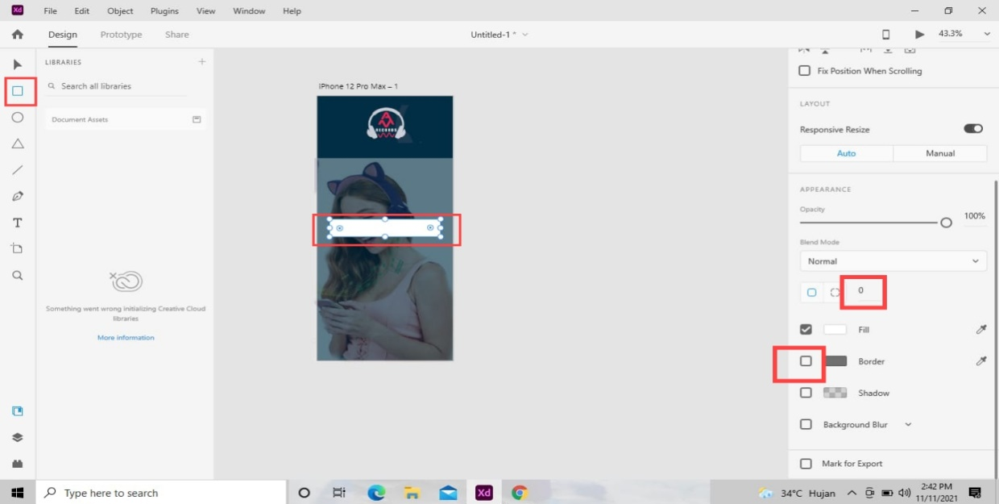 Xd File Edit Object Plugins View Window Help
Design Prototype Share Untitled-1 * 43.3%
LIBRARIES
Search all libraries
Document Assets
Something went wrong initializing Creative Cloud
libraries
More information
iPhone 12 Pro Max – 1
RECORDS
Fix Position When Scrolling
LAYOUT
Responsive Resize
Auto Manual
APPEARANCE
Opacity
100%
Blend Mode
Normal
0
Fill
Border
Shadow
Background Blur
Mark for Export
Type here to search
Xd
34°C Hujan
2:42 PM
11/11/2021